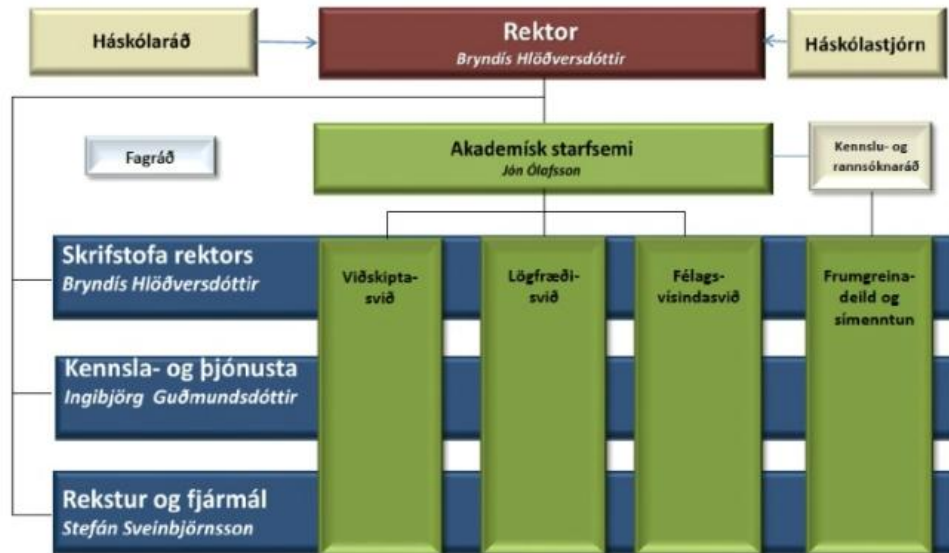 Háskólaráð
Rektor
Bryndís Hlöðversdóttir
Háskólastjórn
Fagráð
Akademísk starfsemi
Jón Ólafsson
Kennslu- og
rannsóknaráð
Skrifstofa rektors
Bryndís Hlöðversdóttir
Viðskipta-
svið
Lögfræði-
svið
Félags-
vísindasvið
Frumgreina-
deild og
símenntun
Kennsla- og þjónusta
Ingibjörg Guðmundsdóttir
Rekstur og fjármál
Stefán Sveinbjörnsson